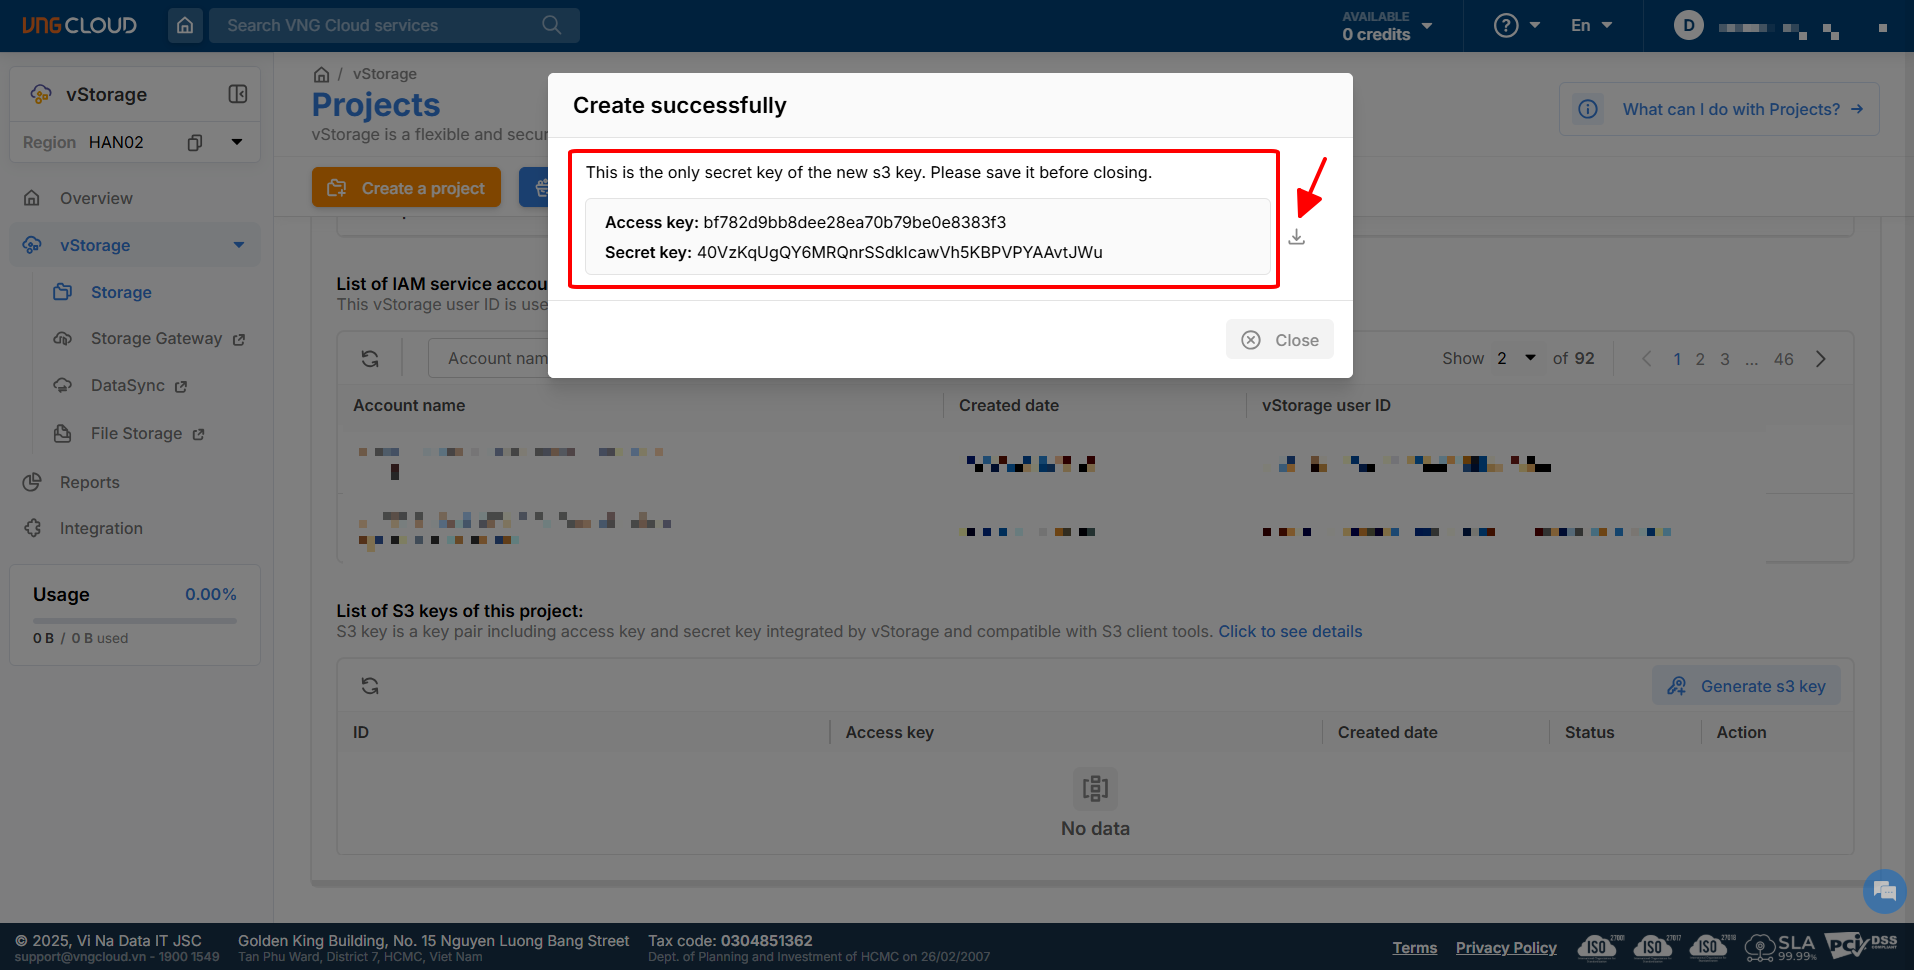 VNG CLOUD
Search VNG Cloud services
AVAILABLE
0 credits
?
En
D
vStorage
Region HAN02
Overview
vStorage
Storage
Storage Gateway
DataSync
File Storage
Reports
Integration
Usage 0.00%
0 B / 0 B used
/ vStorage
Projects
vStorage is a flexible and secur
What can I do with Projects?
Create a project
Create successfully
This is the only secret key of the new s3 key. Please save it before closing.
Access key: bf782d9bb8dee28ea70b79be0e8383f3
Secret key: 40VzKqUgQY6MRQnrSSdkIcawVh5KBPVPYAAvtJWu
Close
List of IAM service accou
This vStorage user ID is use
Account nam
Show 2 of 92
1 2 3 ... 46
Account name Created date vStorage user ID
List of S3 keys of this project:
S3 key is a key pair including access key and secret key integrated by vStorage and compatible with S3 client tools. Click to see details
Generate s3 key
ID Access key Created date Status Action
No data
© 2025, Vi Na Data IT JSC
support@vngcloud.vn - 1900 1549
Golden King Building, No. 15 Nguyen Luong Bang Street
Tan Phu Ward, District 7, HCMC, Viet Nam
Tax code: 0304851362
Dept. of Planning and Investment of HCMC on 26/02/2007
Terms
Privacy Policy
ISO 27001
ISO 27017
ISO 27018
SLA
99.99%
PCI DSS
COMPLIANT